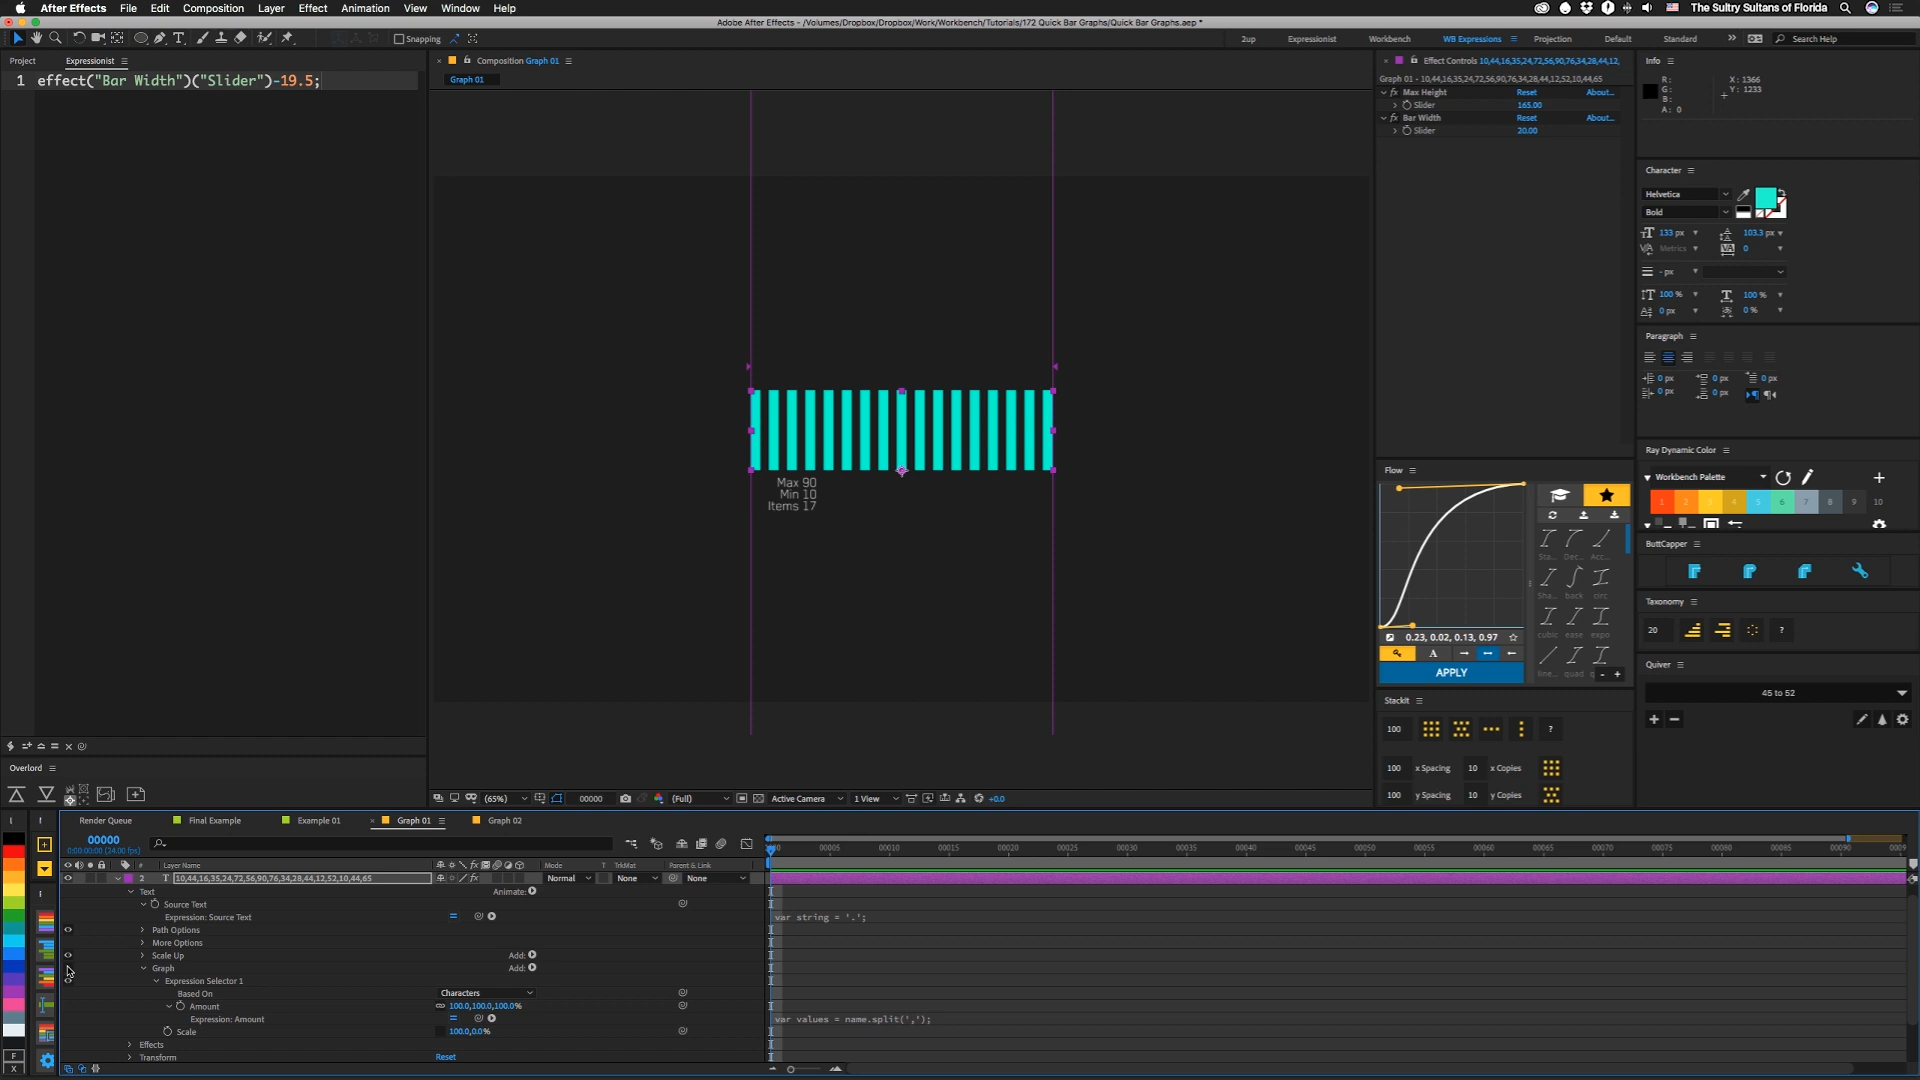 After Effects File Edit Composition Layer Effect Animation View Window Help The Sultry Sultans of Florida
Adobe After Effects - /Volumes/Dropbox/Dropbox/Work/Workbench/Tutorials/172 Quick Bar Graphs/Quick Bar Graphs.aep *
Snapping 2up Expressionist Workbench WB Expressions Projection Default Standard Search Help
Project Expressionist
1 effect("Bar Width")("Slider")-19.5;
Composition Graph 01
Graph 01
Effect Controls 10,44,16,35,24,72,56,90,76,34,28,44,12,
Graph 01 - 10,44,16,35,24,72,56,90,76,34,28,44,12,52,10,44,65
fx Max Height Reset About...
Slider 165.00
fx Bar Width Reset About...
Slider 20.00
Info
R:
G:
B:
A: 0
X: 1366
Y: 1233
Character
Helvetica
Bold
133 px 103.3 px
Metrics 0
- px
100 % 100 %
0 px 0 %
Paragraph
0 px 0 px 0 px
0 px 0 px
Ray Dynamic Color
Workbench Palette
1 2 3 4 5 6 7 8 9 10
ButtCapper
Taxonomy
20 ?
Quiver
45 to 52
Max 90
Min 10
Items 17
Flow
Sta... Dec... Acc...
Sha... back circ
cubic ease expo
line... quad
0.23, 0.02, 0.13, 0.97
A
APPLY
StackIt
100 ?
100 x Spacing 10 x Copies
100 y Spacing 10 y Copies
Overlord
(65%) 00000 (Full) Active Camera 1 View +0.0
Render Queue Final Example Example 01 Graph 01 Graph 02
00000
0:00:00:00 (24.00 fps)
00005 00010 00015 00020 00025 00030 00035 00040 00045 00050 00055 00060 00065 00070 00075 00080 00085 00090
# Layer Name Mode T TrkMat Parent & Link
2 T 10,44,16,35,24,72,56,90,76,34,28,44,12,52,10,44,65 Normal None None
Text Animate:
Source Text
Expression: Source Text var string = '.';
Path Options
More Options
Scale Up Add:
Graph Add:
Expression Selector 1
Based On Characters
Amount 100.0,100.0,100.0%
Expression: Amount var values = name.split(',');
Scale 100.0,0.0%
Effects
Transform Reset
F
X